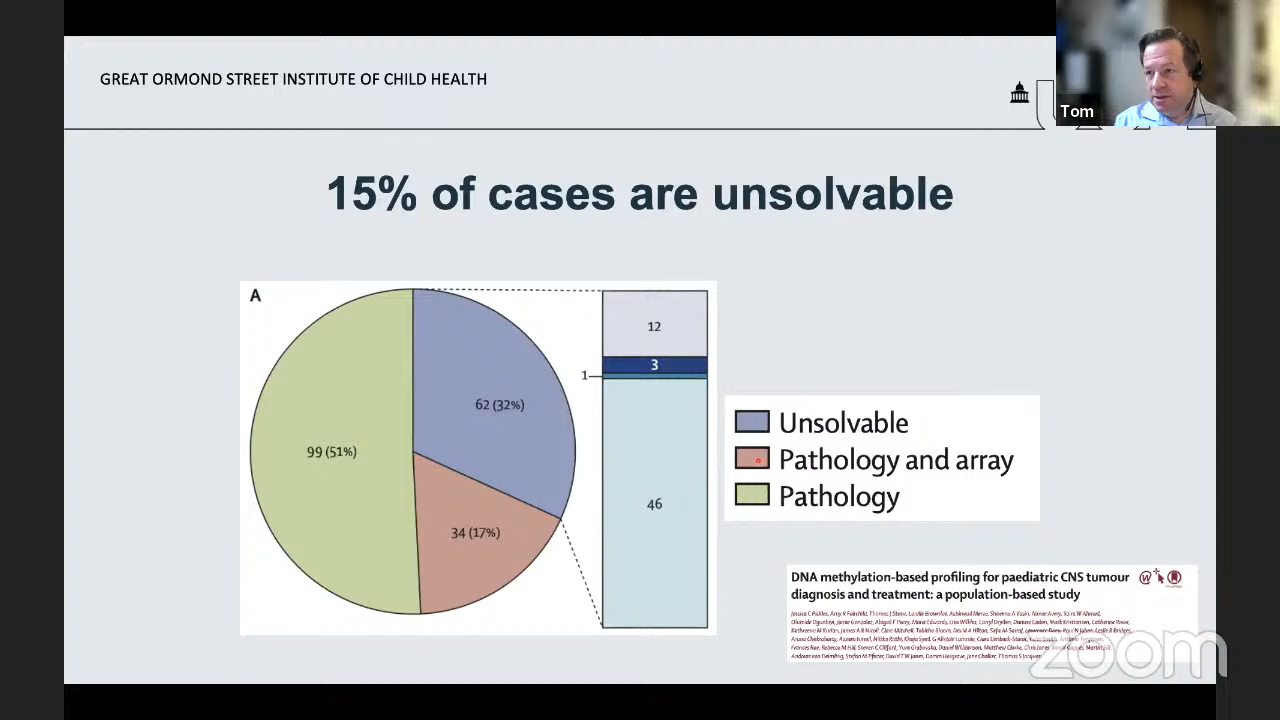 GREAT ORMOND STREET INSTITUTE OF CHILD HEALTH
Tom
15% of cases are unsolvable
A
12
3
1
62 (32%)
99 (51%)
46
34 (17%)
Unsolvable
Pathology and array
Pathology
DNA methylation-based profiling for paediatric CNS tumour
diagnosis and treatment: a population-based study
zoom